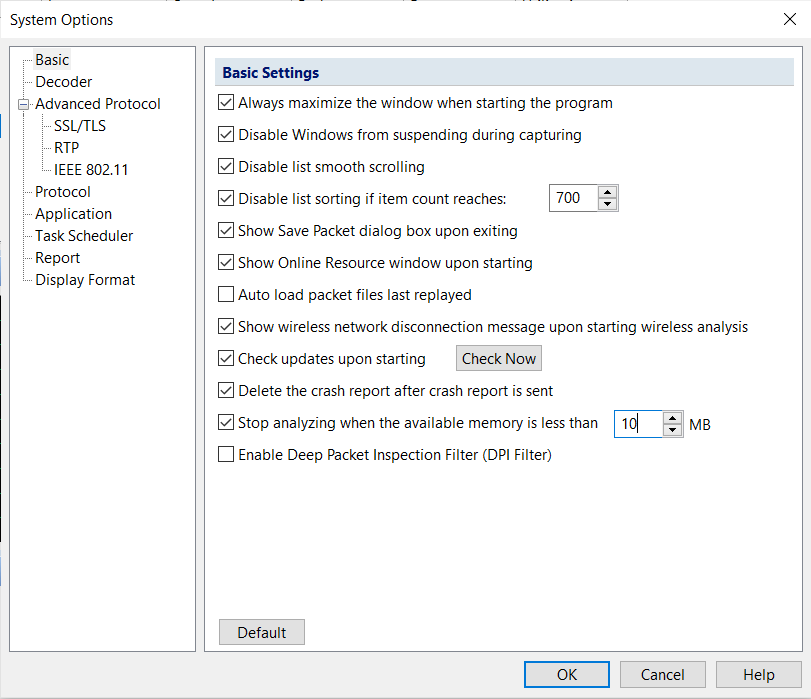 System Options
Basic
Decoder
Advanced Protocol
SSL/TLS
RTP
IEEE 802.11
Protocol
Application
Task Scheduler
Report
Display Format
Basic Settings
Always maximize the window when starting the program
Disable Windows from suspending during capturing
Disable list smooth scrolling
Disable list sorting if item count reaches: 700
Show Save Packet dialog box upon exiting
Show Online Resource window upon starting
Auto load packet files last replayed
Show wireless network disconnection message upon starting wireless analysis
Check updates upon starting Check Now
Delete the crash report after crash report is sent
Stop analyzing when the available memory is less than 10 MB
Enable Deep Packet Inspection Filter (DPI Filter)
Default
OK Cancel Help